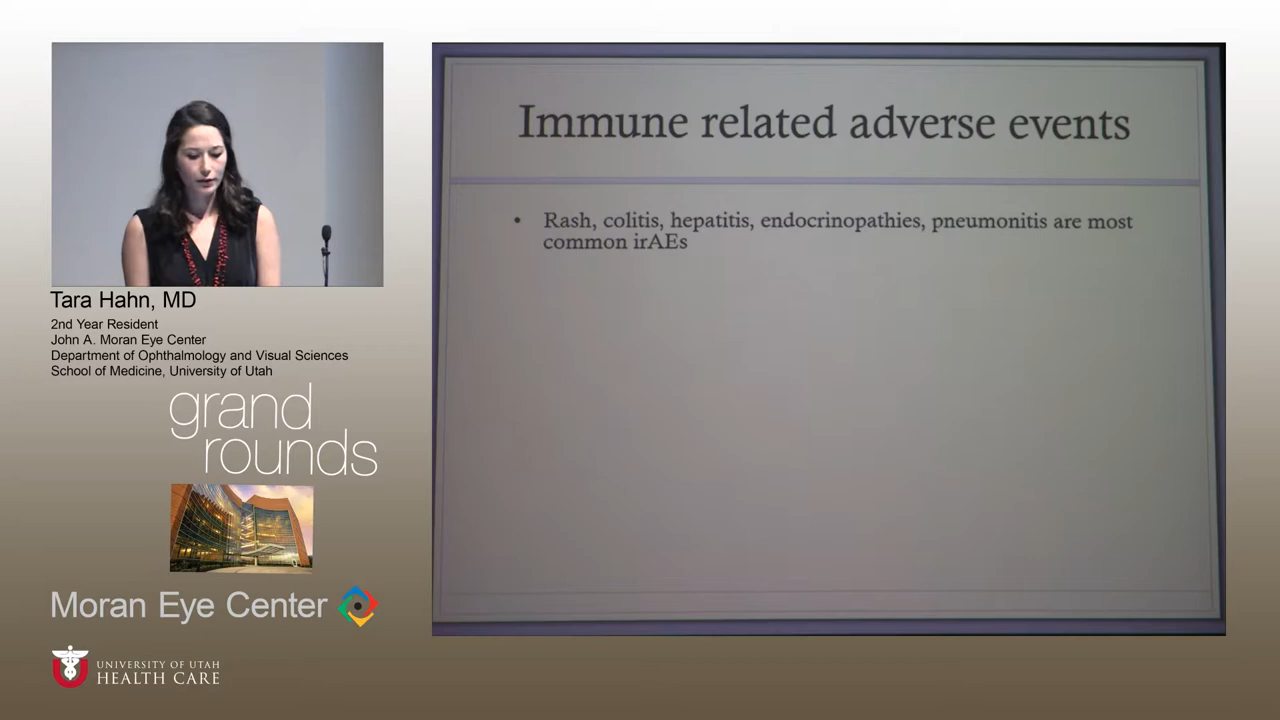 Tara Hahn, MD
2nd Year Resident
John A. Moran Eye Center
Department of Ophthalmology and Visual Sciences
School of Medicine, University of Utah
grand
rounds
Moran Eye Center
UNIVERSITY OF UTAH
HEALTH CARE
Immune related adverse events
• Rash, colitis, hepatitis, endocrinopathies, pneumonitis are most
common irAEs